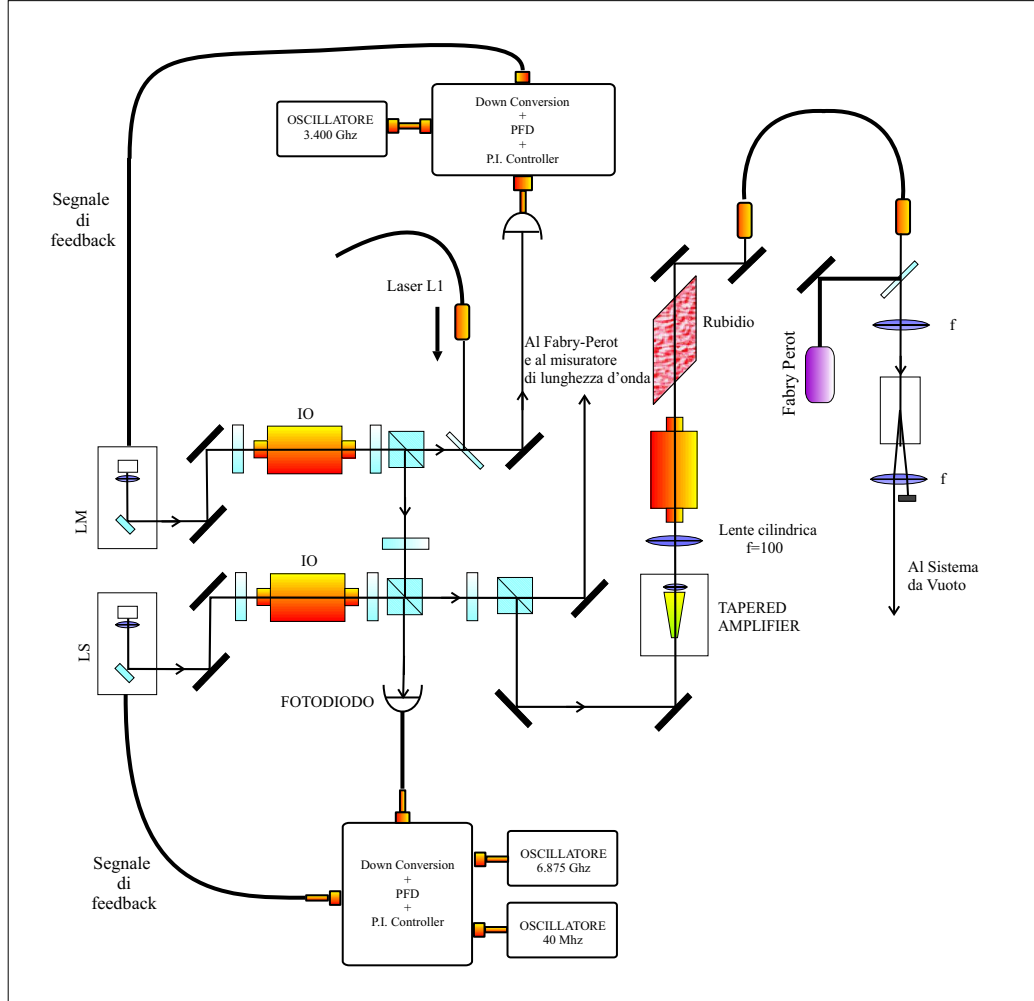 Down Conversion
+
PFD
+
P.I. Controller
OSCILLATORE
3.400 Ghz
Segnale
di
feedback
Laser L1
Al Fabry-Perot
e al misuratore
di lunghezza d'onda
Rubidio
Fabry Perot
f
IO
LM
f
Lente cilindrica
f=100
IO
Al Sistema
da Vuoto
LS
TAPERED
AMPLIFIER
FOTODIODO
Segnale
di
feedback
Down Conversion
+
PFD
+
P.I. Controller
OSCILLATORE
6.875 Ghz
OSCILLATORE
40 Mhz